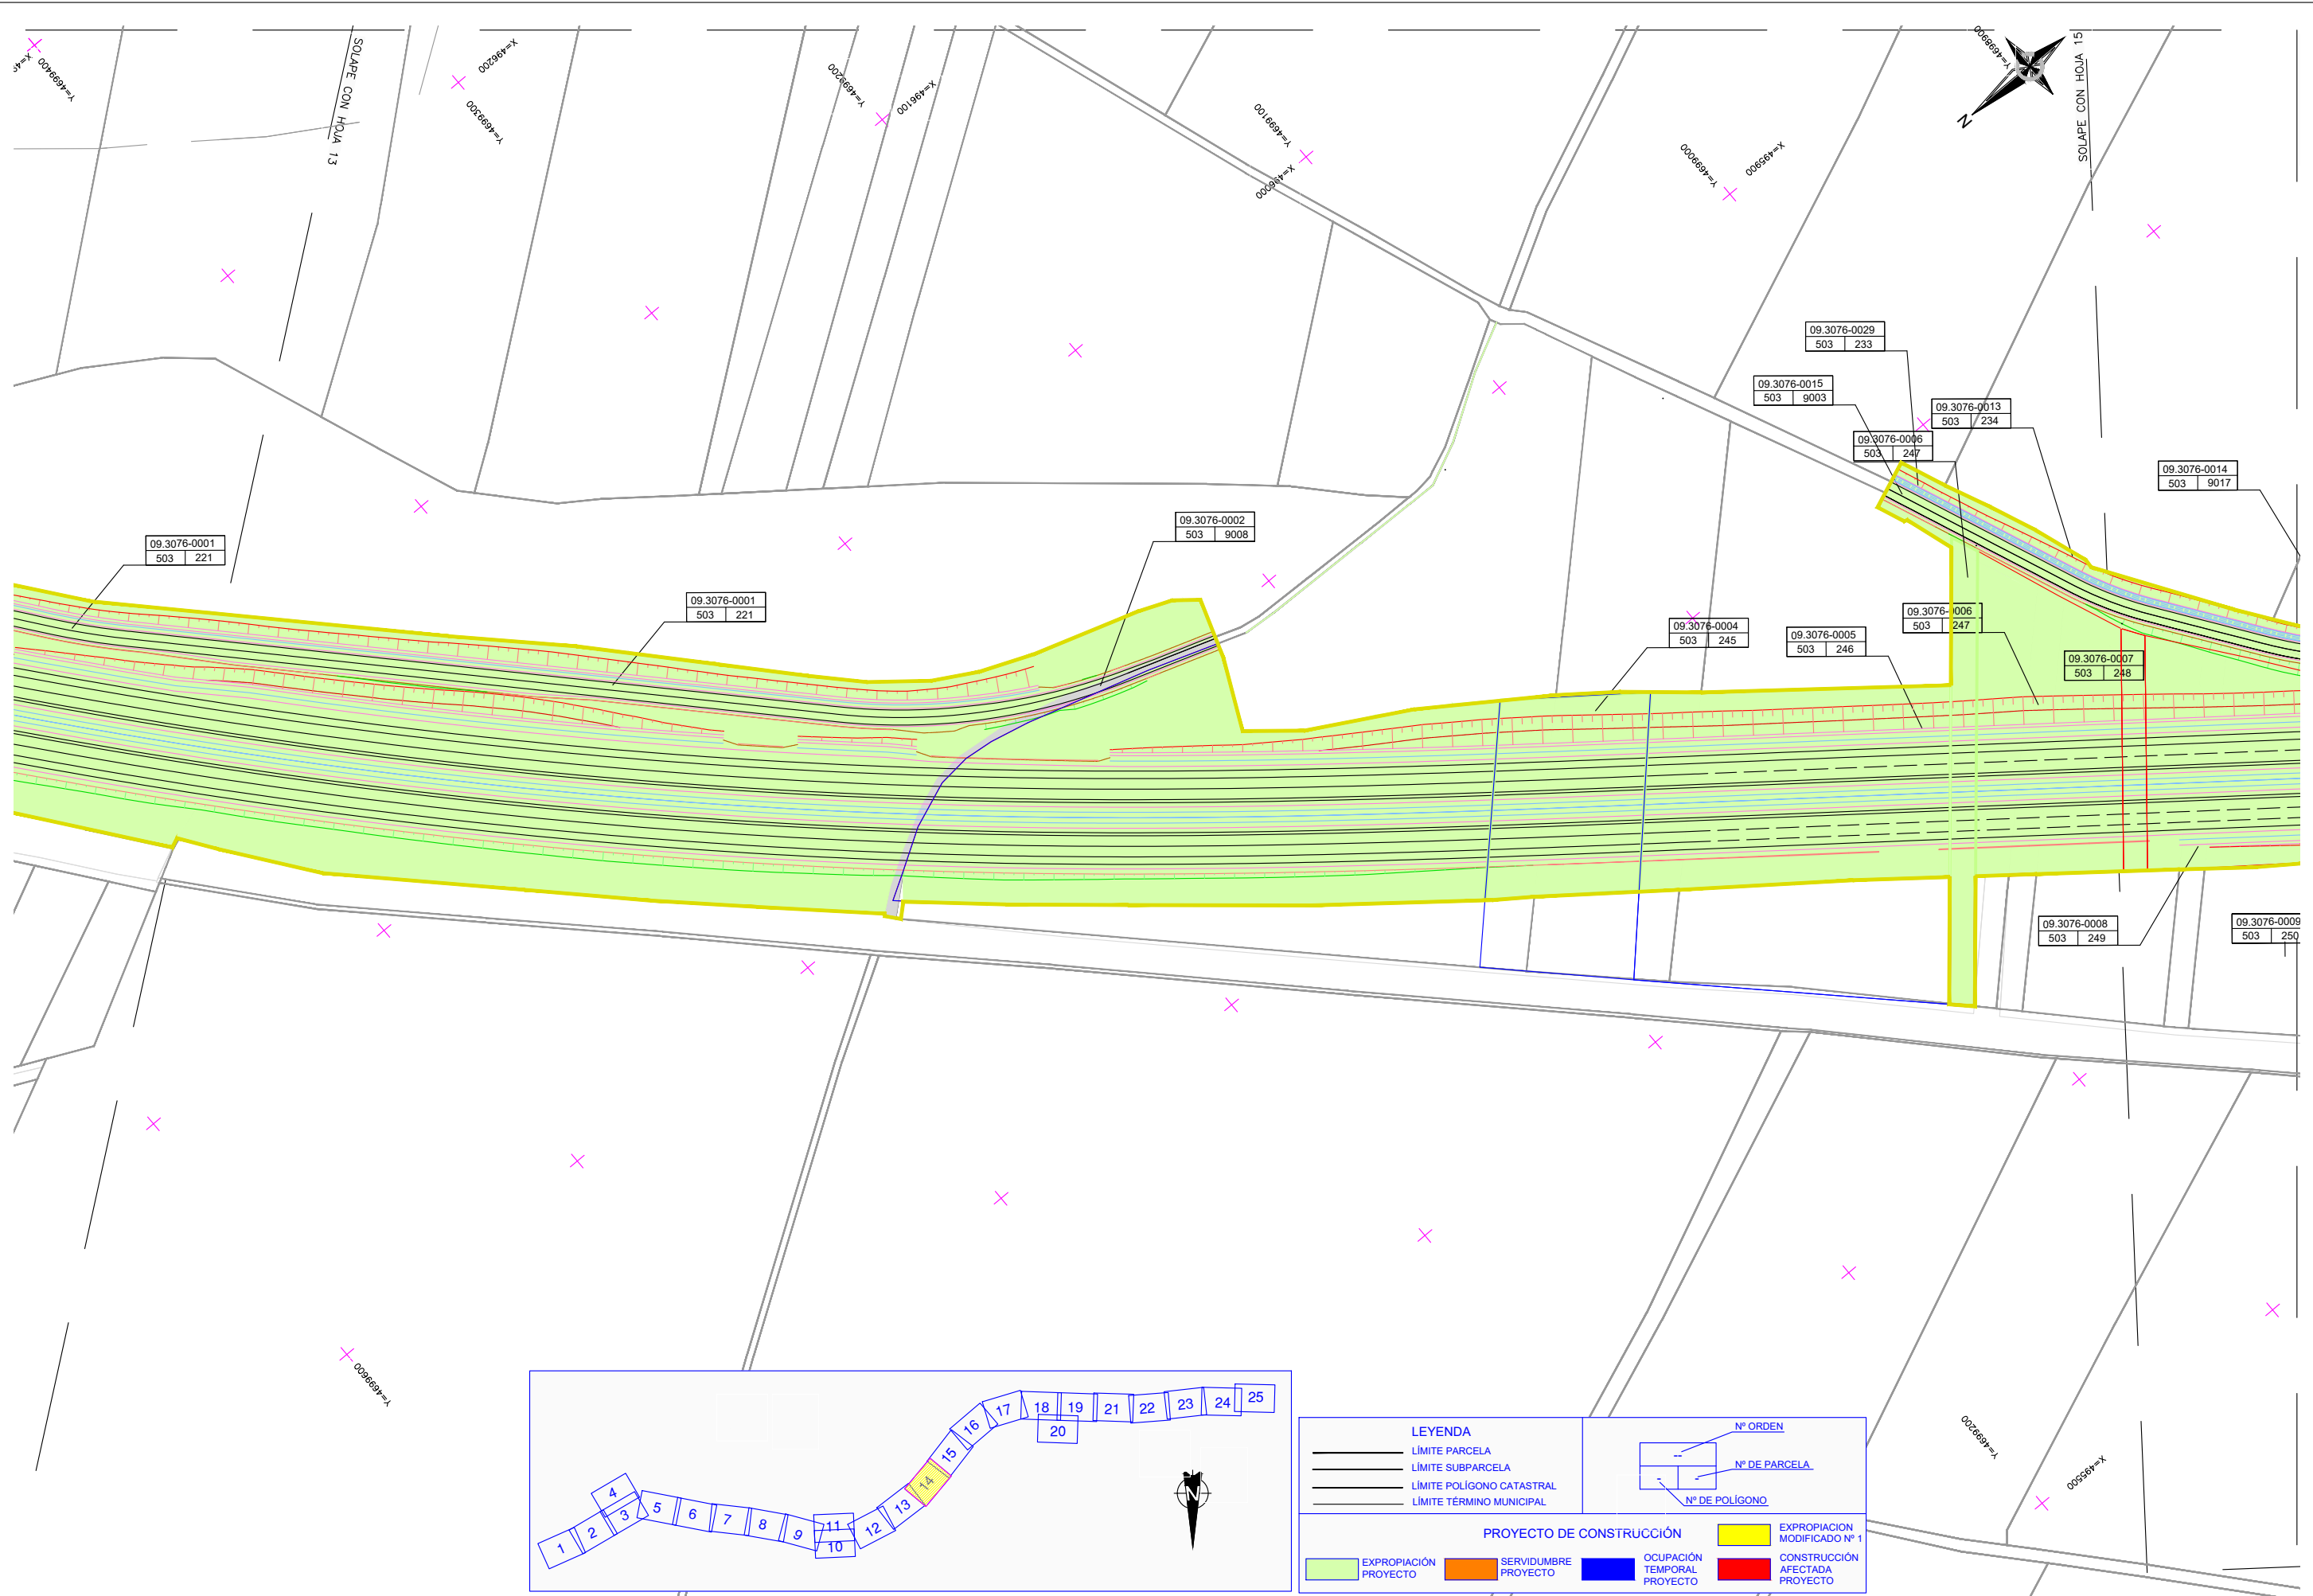 Y=4699400
SOLAPE CON HOJA 13
X=496200
Y=4699300
Y=4699200
X=496100
Y=4699100
X=496000
Y=4699000
X=495900
Y=4698900
SOLAPE CON HOJA 15
N
09.3076-0029
503 233
09.3076-0015
503 9003
09.3076-0013
503 234
09.3076-0006
503 247
09.3076-0014
503 9017
09.3076-0002
503 9008
09.3076-0001
503 221
09.3076-0001
503 221
09.3076-0004
503 245
09.3076-0005
503 246
09.3076-0006
503 247
09.3076-0007
503 248
09.3076-0008
503 249
09.3076-0009
503 250
Y=4699600
Y=4699200
X=495500
1
2
3
4
5
6
7
8
9
10
11
12
13
14
15
16
17
18
19
20
21
22
23
24
25
N
LEYENDA
LÍMITE PARCELA
LÍMITE SUBPARCELA
LÍMITE POLÍGONO CATASTRAL
LÍMITE TÉRMINO MUNICIPAL
Nº ORDEN
Nº DE PARCELA
Nº DE POLÍGONO
PROYECTO DE CONSTRUCCIÓN
EXPROPIACION
MODIFICADO Nº 1
EXPROPIACIÓN
PROYECTO
SERVIDUMBRE
PROYECTO
OCUPACIÓN
TEMPORAL
PROYECTO
CONSTRUCCIÓN
AFECTADA
PROYECTO